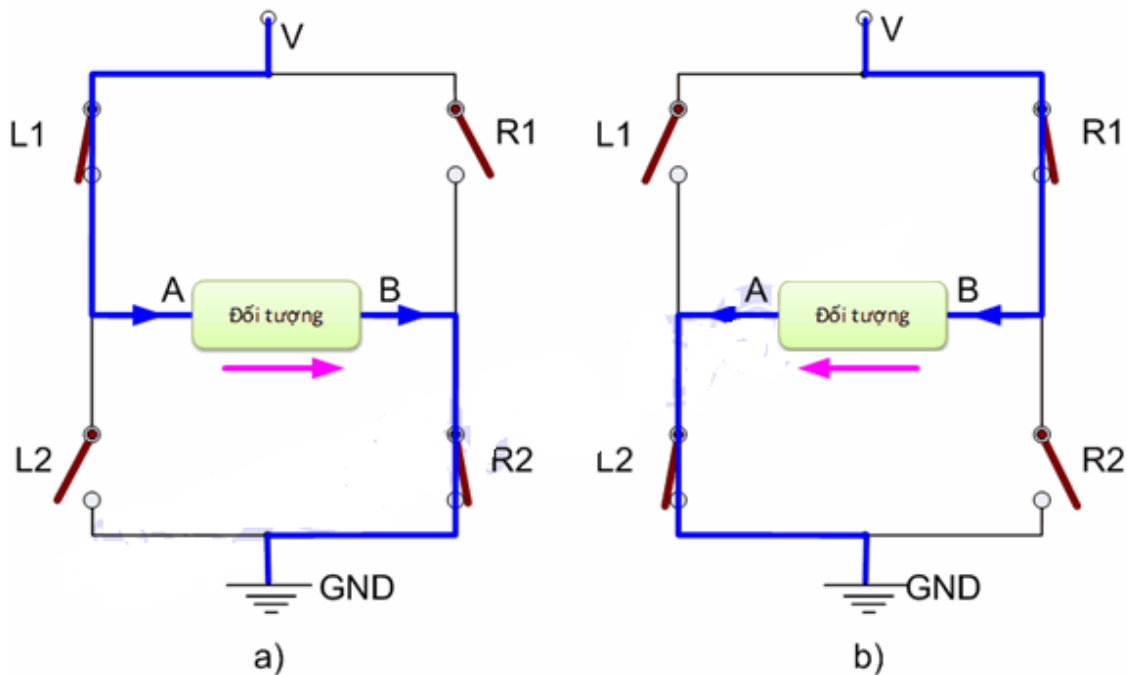 V
L1
R1
A
Đối tượng
B
L2
R2
GND
a)
V
L1
R1
A
Đối tượng
B
L2
R2
GND
b)